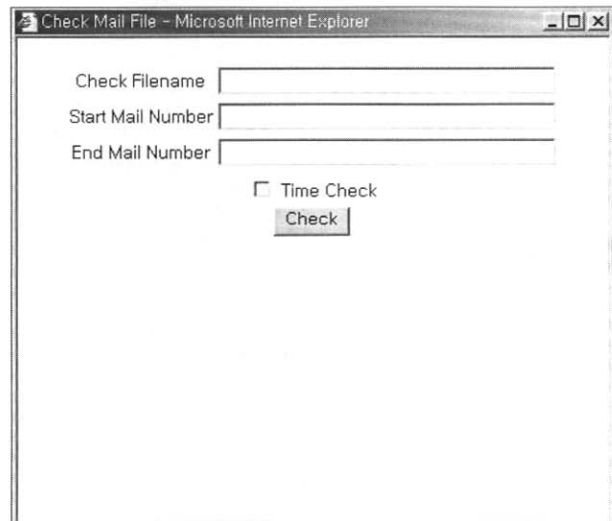 Check Mail File - Microsoft Internet Explorer
Check Filename
Start Mail Number
End Mail Number
Time Check
Check